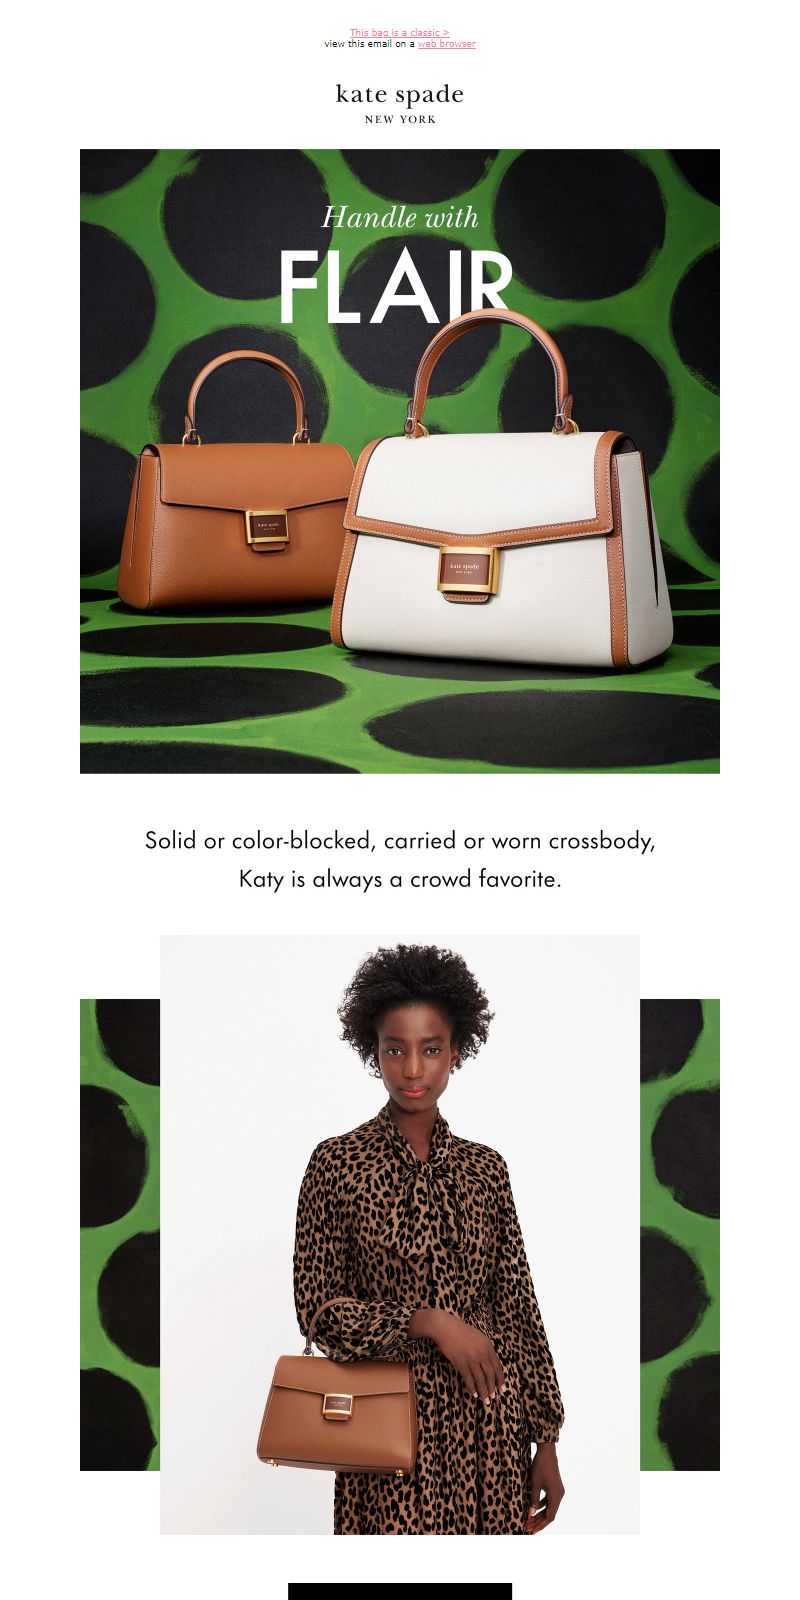 This bag is a classic >
view this email on a web browser
kate spade
NEW YORK
Handle with
FLAIR
kate spade
NEW YORK
kate spade
NEW YORK
Solid or color-blocked, carried or worn crossbody,
Katy is always a crowd favorite.